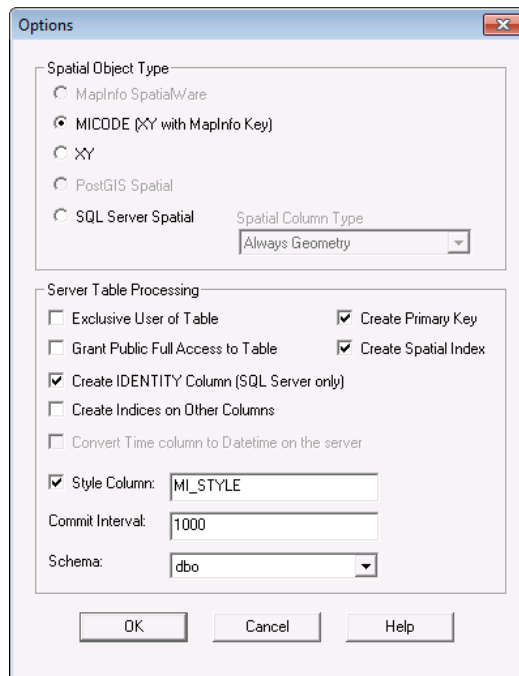 Options
Spatial Object Type
MapInfo SpatialWare
MICODE (XY with MapInfo Key)
XY
PostGIS Spatial
SQL Server Spatial
Spatial Column Type
Always Geometry
Server Table Processing
Exclusive User of Table
Create Primary Key
Grant Public Full Access to Table
Create Spatial Index
Create IDENTITY Column (SQL Server only)
Create Indices on Other Columns
Convert Time column to Datetime on the server
Style Column: MI_STYLE
Commit Interval: 1000
Schema: dbo
OK Cancel Help